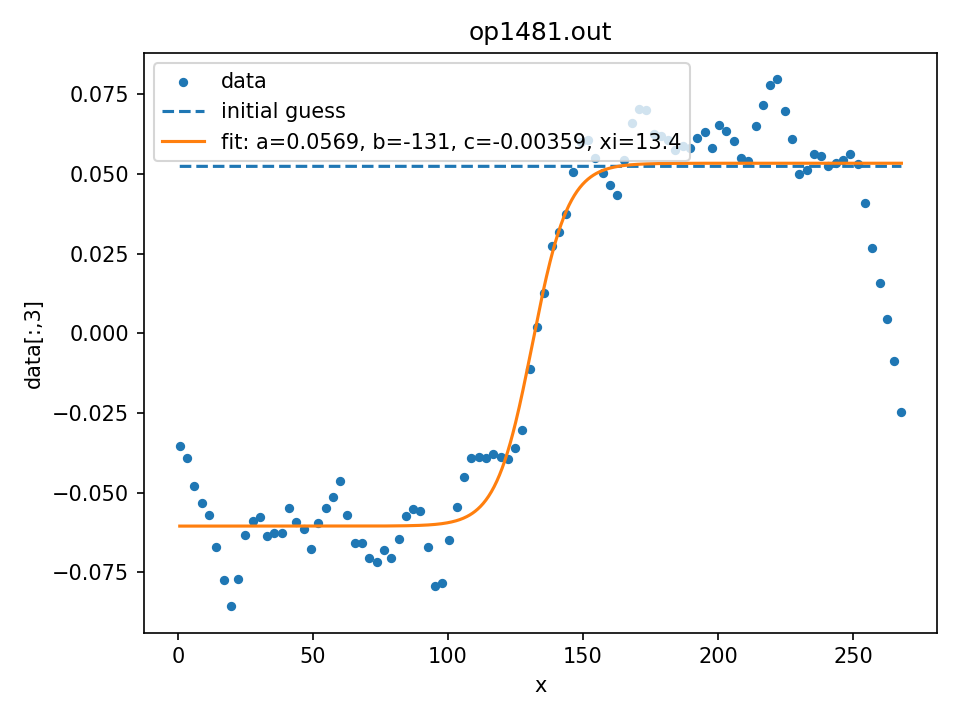 op1481.out
data
initial guess
fit: a=0.0569, b=-131, c=-0.00359, xi=13.4
0.075
0.050
0.025
0.000
−0.025
−0.050
−0.075
data[:,3]
0 50 100 150 200 250
x